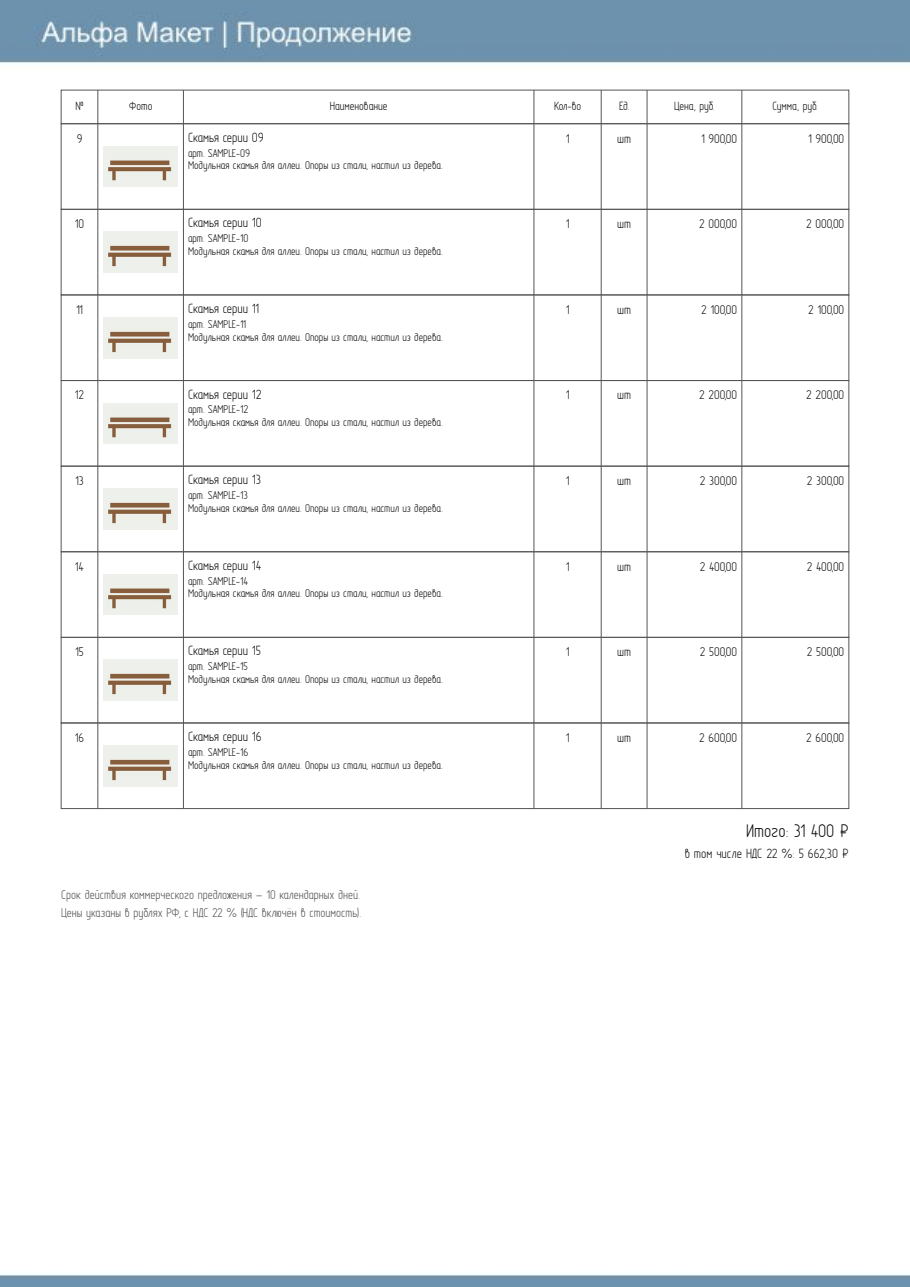 Альфа Макет | Продолжение
№ Фото Наименование Кол-во Ед. Цена, руб Сумма, руб
9 Скамья серии 09 1 шт 1 900,00 1 900,00
арт. SAMPLE-09
Модульная скамья для аллеи. Опоры из стали, настил из дерева.
10 Скамья серии 10 1 шт 2 000,00 2 000,00
арт. SAMPLE-10
Модульная скамья для аллеи. Опоры из стали, настил из дерева.
11 Скамья серии 11 1 шт 2 100,00 2 100,00
арт. SAMPLE-11
Модульная скамья для аллеи. Опоры из стали, настил из дерева.
12 Скамья серии 12 1 шт 2 200,00 2 200,00
арт. SAMPLE-12
Модульная скамья для аллеи. Опоры из стали, настил из дерева.
13 Скамья серии 13 1 шт 2 300,00 2 300,00
арт. SAMPLE-13
Модульная скамья для аллеи. Опоры из стали, настил из дерева.
14 Скамья серии 14 1 шт 2 400,00 2 400,00
арт. SAMPLE-14
Модульная скамья для аллеи. Опоры из стали, настил из дерева.
15 Скамья серии 15 1 шт 2 500,00 2 500,00
арт. SAMPLE-15
Модульная скамья для аллеи. Опоры из стали, настил из дерева.
16 Скамья серии 16 1 шт 2 600,00 2 600,00
арт. SAMPLE-16
Модульная скамья для аллеи. Опоры из стали, настил из дерева.
Итого: 31 400 ₽
в том числе НДС 22 %: 5 662,30 ₽
Срок действия коммерческого предложения — 10 календарных дней.
Цены указаны в рублях РФ, с НДС 22 % (НДС включён в стоимость).